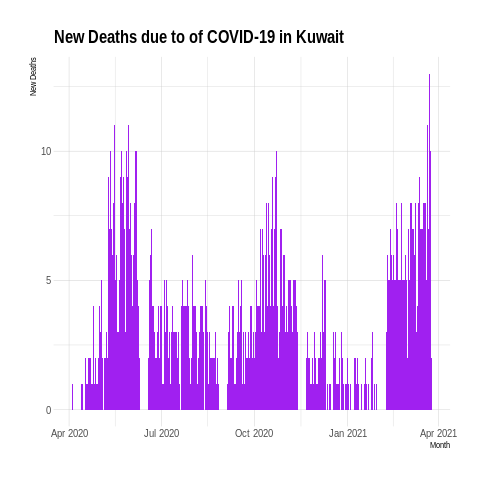 New Deaths due to of COVID-19 in Kuwait
New Deaths
10
5
0
Apr 2020
Jul 2020
Oct 2020
Jan 2021
Apr 2021
Month